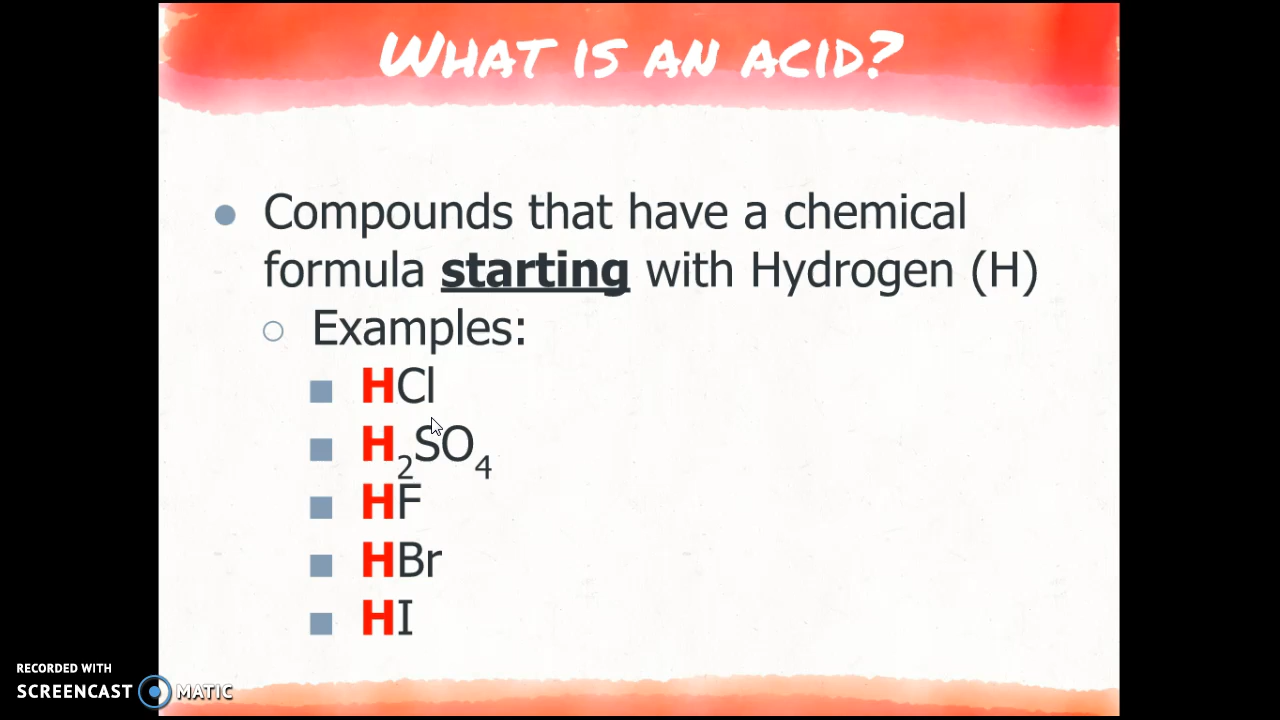 WHAT IS AN ACID?
Compounds that have a chemical
formula starting with Hydrogen (H)
Examples:
HCl
H₂SO₄
HF
HBr
HI
RECORDED WITH
SCREENCAST MATIC